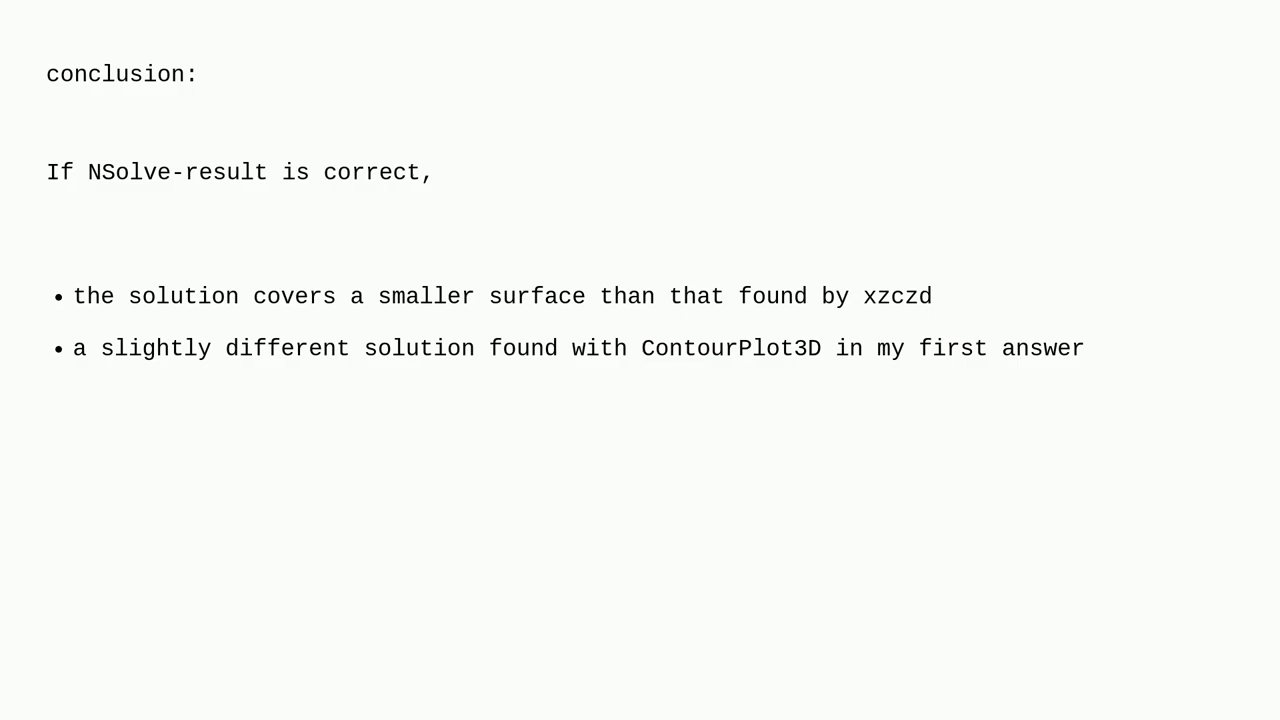 conclusion:
If NSolve-result is correct,
• the solution covers a smaller surface than that found by xzczd
• a slightly different solution found with ContourPlot3D in my first answer